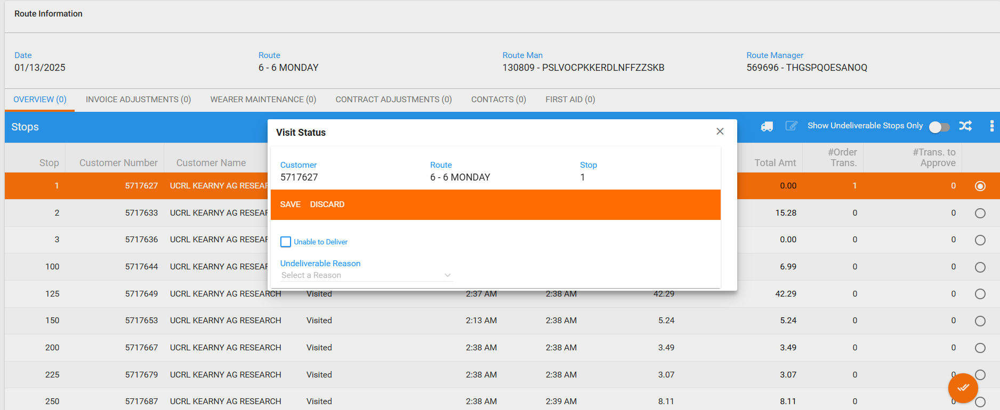 Route Information
Date Route Route Man Route Manager
01/13/2025 6 - 6 MONDAY 130809 - PSLVOCPKKERDLNFFZZSKB 569696 - THGSPQOESANOQ
OVERVIEW (0) INVOICE ADJUSTMENTS (0) WEARER MAINTENANCE (0) CONTRACT ADJUSTMENTS (0) CONTACTS (0) FIRST AID (0)
Stops Show Undeliverable Stops Only
Visit Status
Customer Route Stop
5717627 6 - 6 MONDAY 1
SAVE DISCARD
Unable to Deliver
Undeliverable Reason
Select a Reason
Stop Customer Number Customer Name Total Amt #Order Trans. #Trans. to Approve
1 5717627 UCRL KEARNY AG 0.00 1 0
2 5717633 UCRL KEARNY AG 15.28 0 0
3 5717636 UCRL KEARNY AG 0.00 0 0
100 5717644 UCRL KEARNY AG 6.99 0 0
125 5717649 UCRL KEARNY AG RESEARCH Visited 2:37 AM 2:38 AM 42.29 42.29 0 0
150 5717653 UCRL KEARNY AG RESEARCH Visited 2:13 AM 2:38 AM 5.24 5.24 0 0
200 5717667 UCRL KEARNY AG RESEARCH Visited 2:38 AM 2:38 AM 3.49 3.49 0 0
225 5717679 UCRL KEARNY AG RESEARCH Visited 2:38 AM 2:38 AM 3.07 3.07 0 0
250 5717687 UCRL KEARNY AG RESEARCH Visited 2:38 AM 2:39 AM 8.11 8.11 0 0